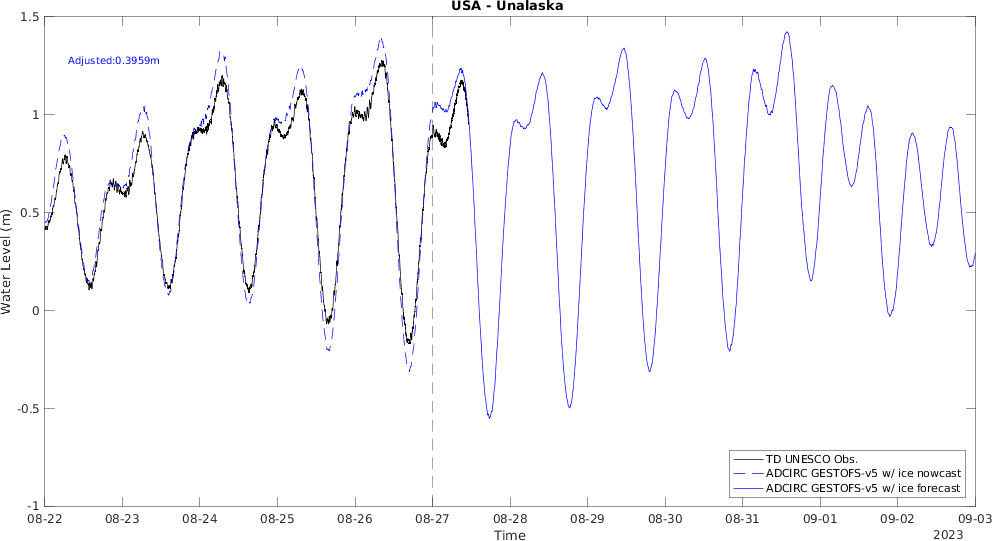 USA - Unalaska
Adjusted:0.3959m
Water Level (m)
1.5
1
0.5
0
-0.5
-1
TD UNESCO Obs.
ADCIRC GESTOFS-v5 w/ ice nowcast
ADCIRC GESTOFS-v5 w/ ice forecast
08-22 08-23 08-24 08-25 08-26 08-27 08-28 08-29 08-30 08-31 09-01 09-02 09-03
Time
2023